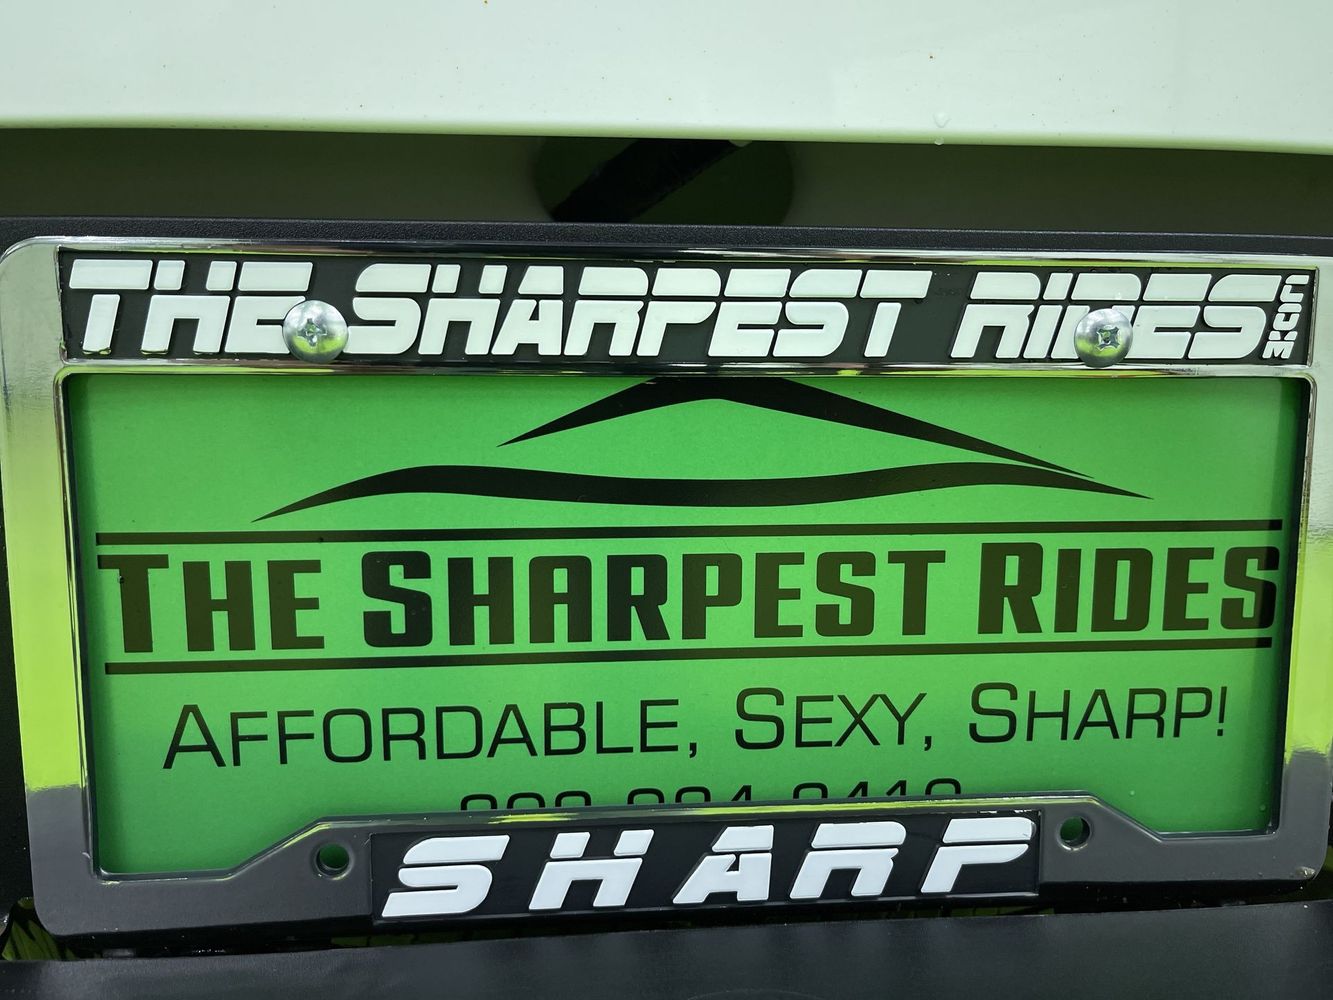 THE SHARPEST RIDES.COM
THE SHARPEST RIDES
AFFORDABLE, SEXY, SHARP!
SHARP